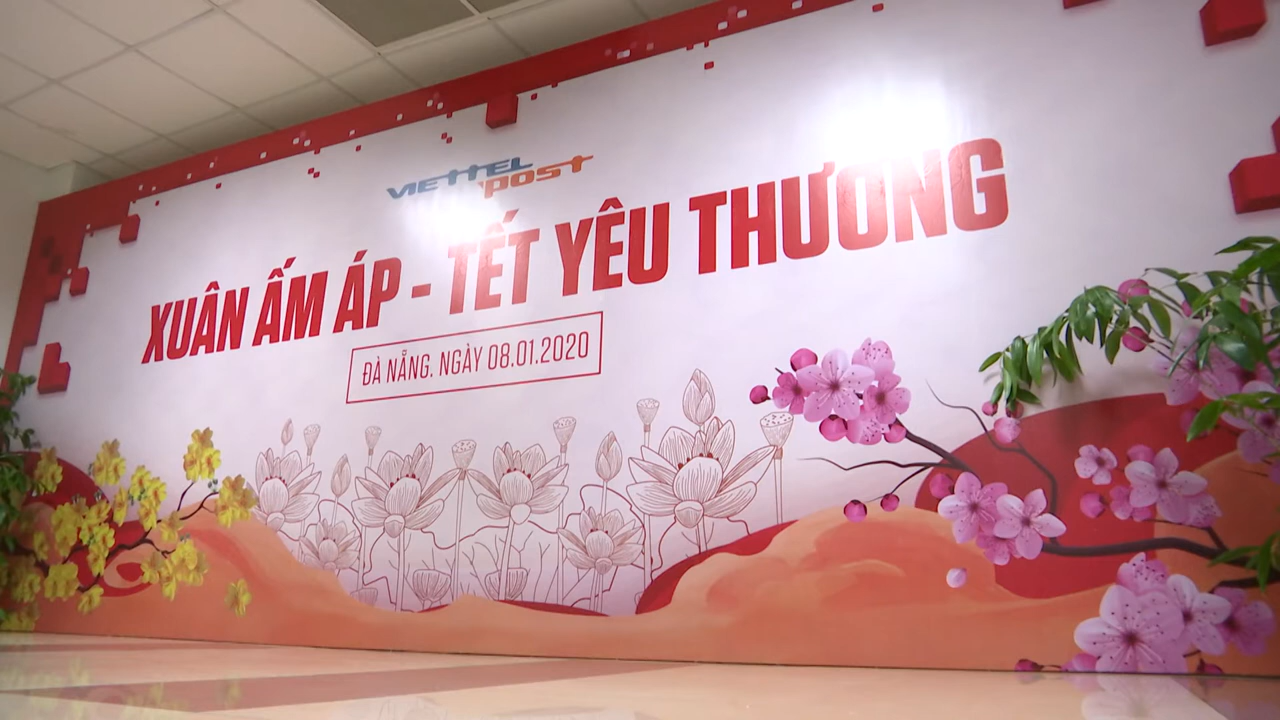 VIETTEL
POST
XUÂN ẤM ÁP - TẾT YÊU THƯƠNG
ĐÀ NẴNG. NGÀY 08.01.2020